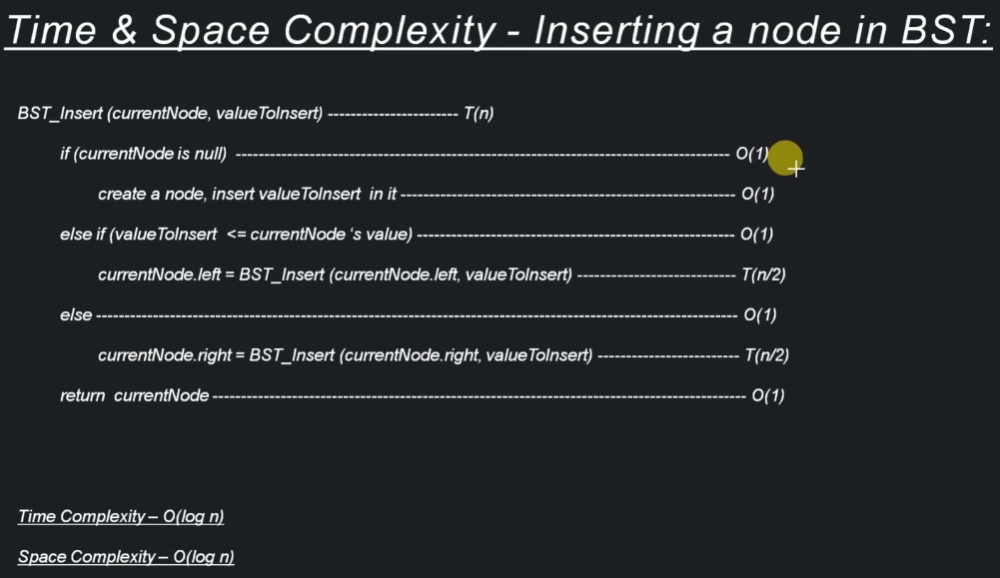 Time & Space Complexity - Inserting a node in BST:
BST_Insert (currentNode, valueToInsert) ----------------------- T(n)
if (currentNode is null) --------------------------------------------------------------------------------------- O(1)
create a node, insert valueToInsert in it ----------------------------------------------------------- O(1)
else if (valueToInsert <= currentNode ‘s value) -------------------------------------------------------- O(1)
currentNode.left = BST_Insert (currentNode.left, valueToInsert) ---------------------------- T(n/2)
else ----------------------------------------------------------------------------------------------------------------- O(1)
currentNode.right = BST_Insert (currentNode.right, valueToInsert) ------------------------- T(n/2)
return currentNode ---------------------------------------------------------------------------------------------- O(1)
Time Complexity – O(log n)
Space Complexity – O(log n)